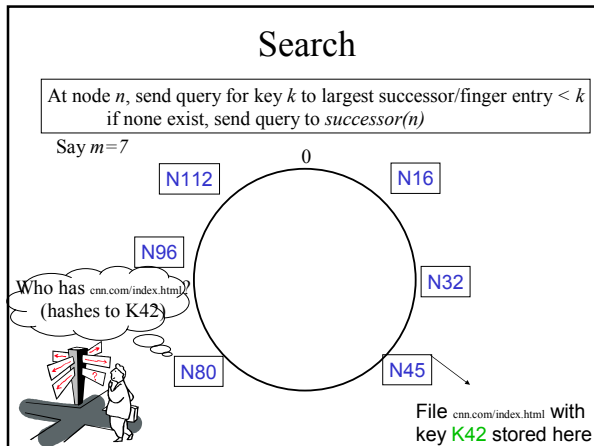 Search
At node n, send query for key k to largest successor/finger entry < k
if none exist, send query to successor(n)
Say m=7
0
N112
N16
N96
N32
Who has cnn.com/index.html?
(hashes to K42)
N80
N45
?
File cnn.com/index.html with
key K42 stored here